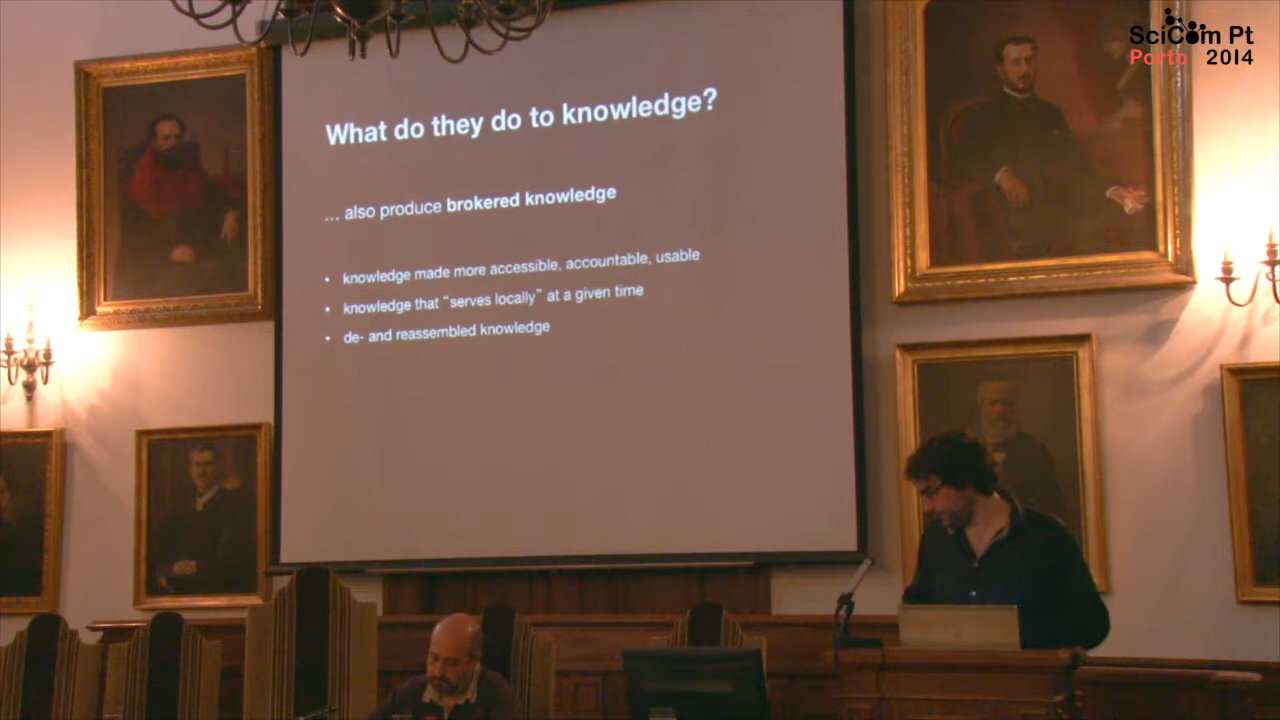 SciCom Pt
Porto 2014
What do they do to knowledge?
... also produce brokered knowledge
• knowledge made more accessible, accountable, usable
• knowledge that “serves locally” at a given time
• de- and reassembled knowledge